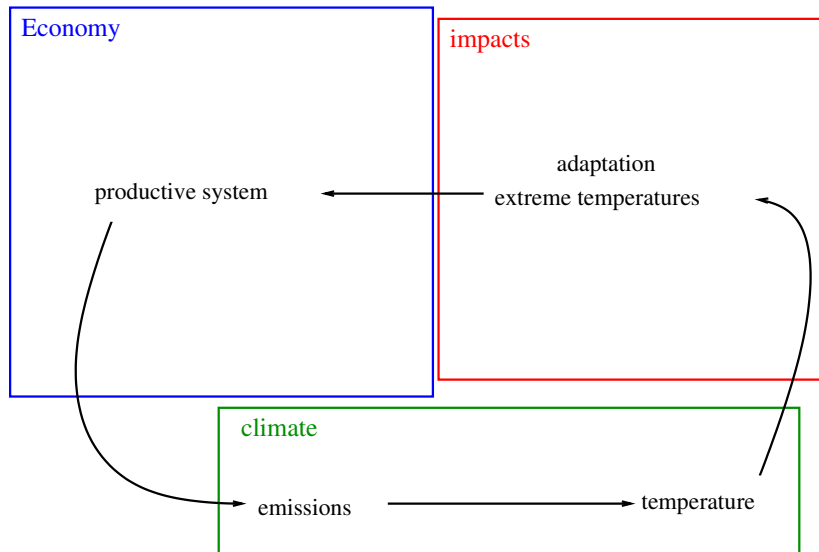 Economy
impacts
adaptation
productive system
extreme temperatures
climate
emissions
temperature